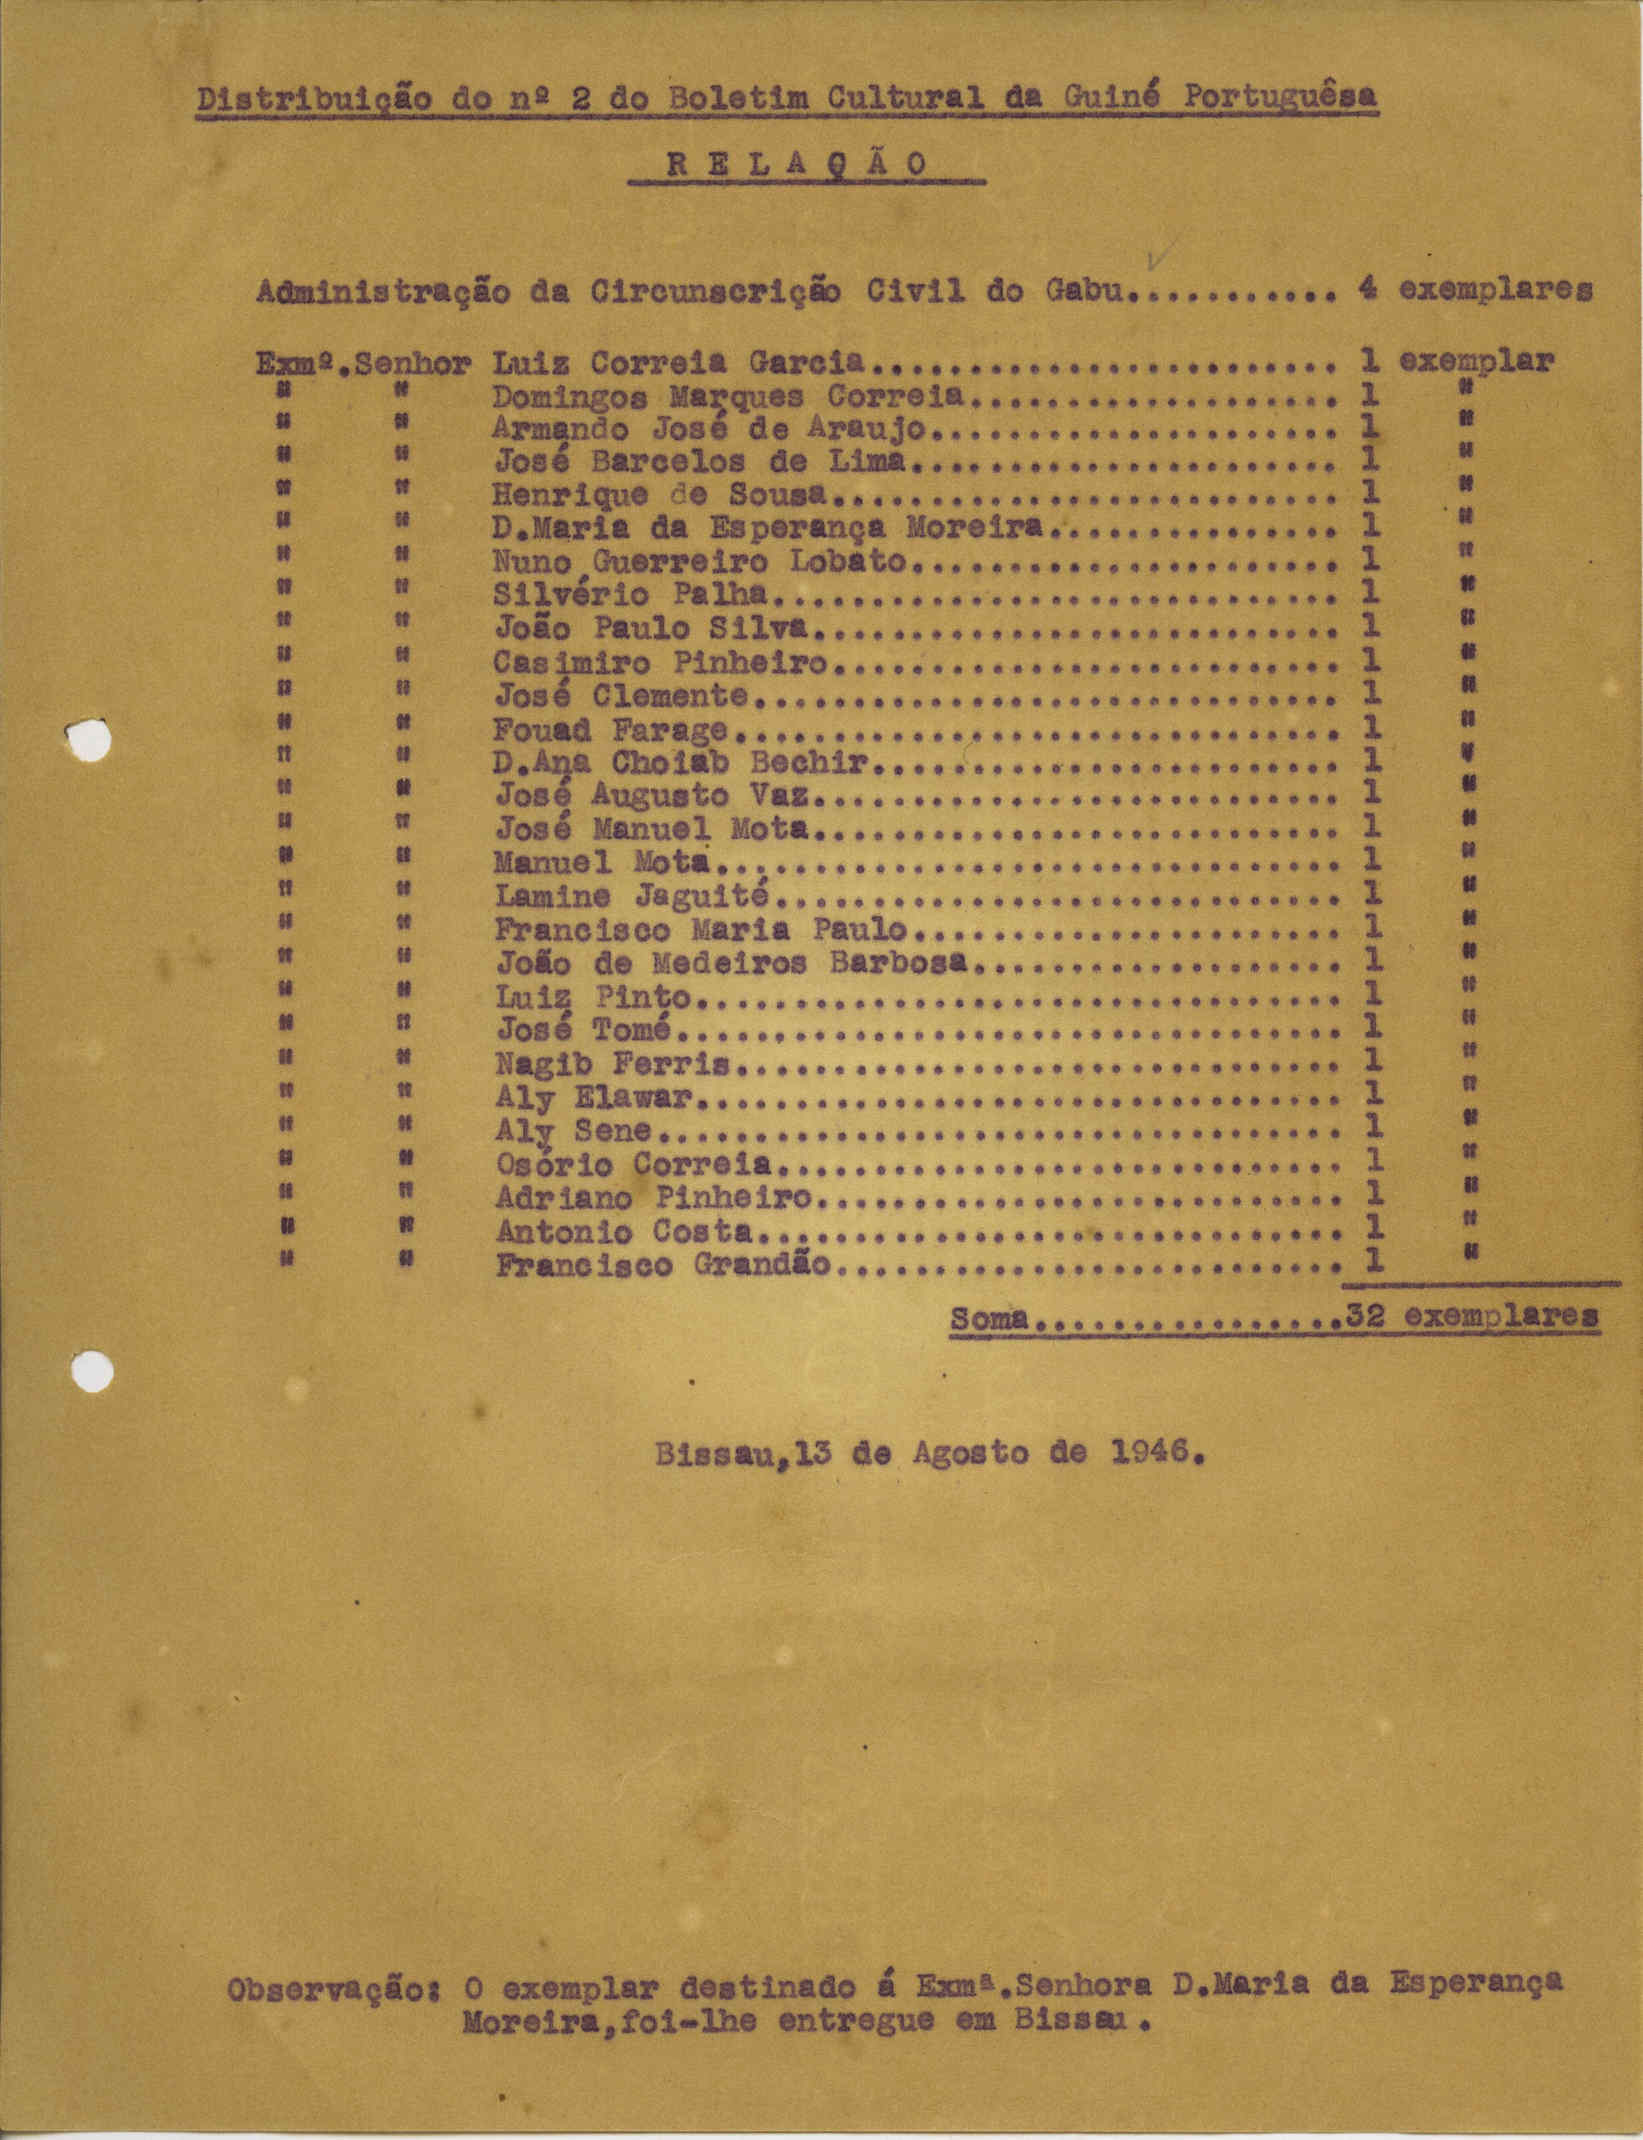 Distribuição do nº 2 do Boletim Cultural da Guiné Portuguêsa
R E L A Ç Ã O
Administração da Circunscrição Civil do Gabu........... 4 exemplares
Exmº.Senhor Luiz Correia Garcia........................ 1 exemplar
" " Domingos Marques Correia................... 1 "
" " Armando José de Araujo..................... 1 "
" " José Barcelos de Lima...................... 1 "
" " Henrique de Sousa.......................... 1 "
" " D.Maria da Esperança Moreira............... 1 "
" " Nuno Guerreiro Lobato...................... 1 "
" " Silvério Palha............................. 1 "
" " João Paulo Silva........................... 1 "
" " Casimiro Pinheiro.......................... 1 "
" " José Clemente.............................. 1 "
" " Fouad Farage............................... 1 "
" " D.Ana Choiab Bechir........................ 1 "
" " José Augusto Vaz........................... 1 "
" " José Manuel Mota........................... 1 "
" " Manuel Mota................................ 1 "
" " Lamine Jaguité............................. 1 "
" " Francisco Maria Paulo...................... 1 "
" " João de Medeiros Barbosa................... 1 "
" " Luiz Pinto................................. 1 "
" " José Tomé.................................. 1 "
" " Nagib Ferris............................... 1 "
" " Aly Elawar................................. 1 "
" " Aly Sene................................... 1 "
" " Osório Correia............................. 1 "
" " Adriano Pinheiro........................... 1 "
" " Antonio Costa.............................. 1 "
" " Francisco Grandão.......................... 1 "
Soma................32 exemplares
Bissau,13 de Agosto de 1946.
Observação: O exemplar destinado á Exmª.Senhora D.Maria da Esperança
Moreira,foi-lhe entregue em Bissau.